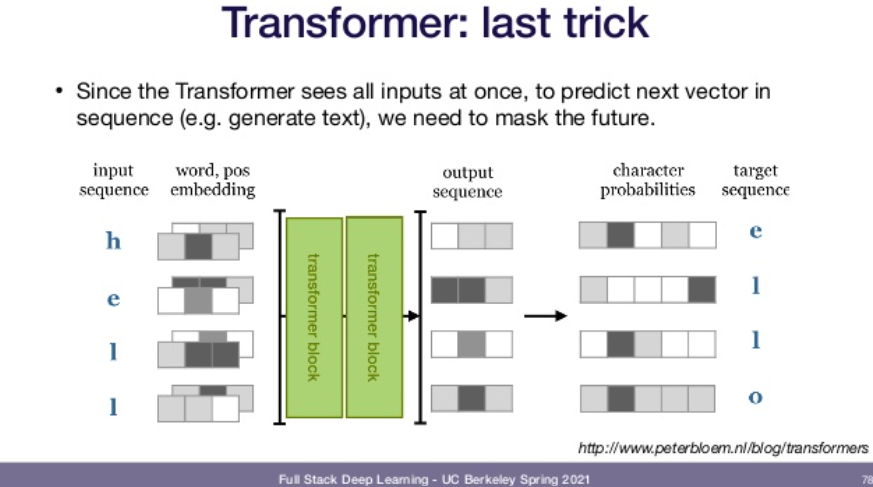 Transformer: last trick
• Since the Transformer sees all inputs at once, to predict next vector in
sequence (e.g. generate text), we need to mask the future.
input
sequence
word, pos
embedding
output
sequence
character
probabilities
target
sequence
h
e
l
l
transformer block
transformer block
e
l
l
o
http://www.peterbloem.nl/blog/transformers
Full Stack Deep Learning - UC Berkeley Spring 2021
78